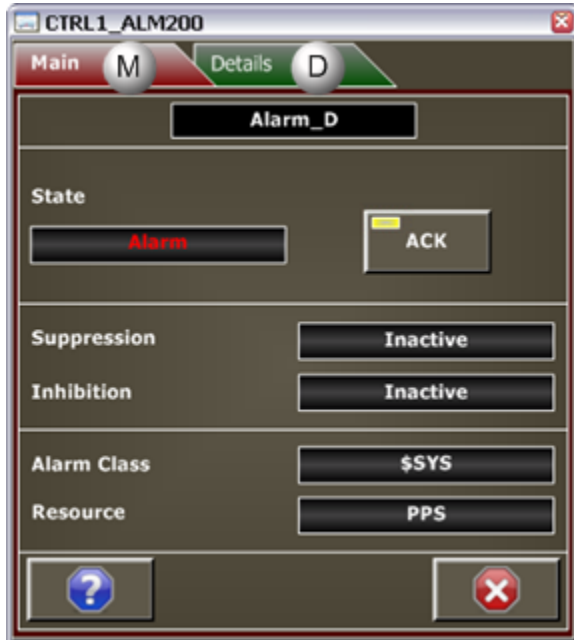 CTRL1_ALM200
Main M Details D
Alarm_D
State
Alarm ACK
Suppression Inactive
Inhibition Inactive
Alarm Class $SYS
Resource PPS
?